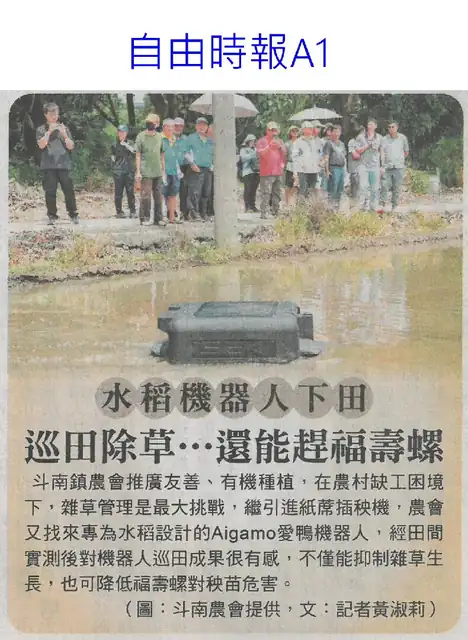 自由時報A1
水稻機器人下田
巡田除草…還能趕福壽螺
斗南鎮農會推廣友善、有機種植，在農村缺工困境
下，雜草管理是最大挑戰，繼引進紙蓆插秧機，農會
又找來專為水稻設計的Aigamo愛鴨機器人，經田間
實測後對機器人巡田成果很有感，不僅能抑制雜草生
長，也可降低福壽螺對秧苗危害。
（圖：斗南農會提供，文：記者黃淑莉）